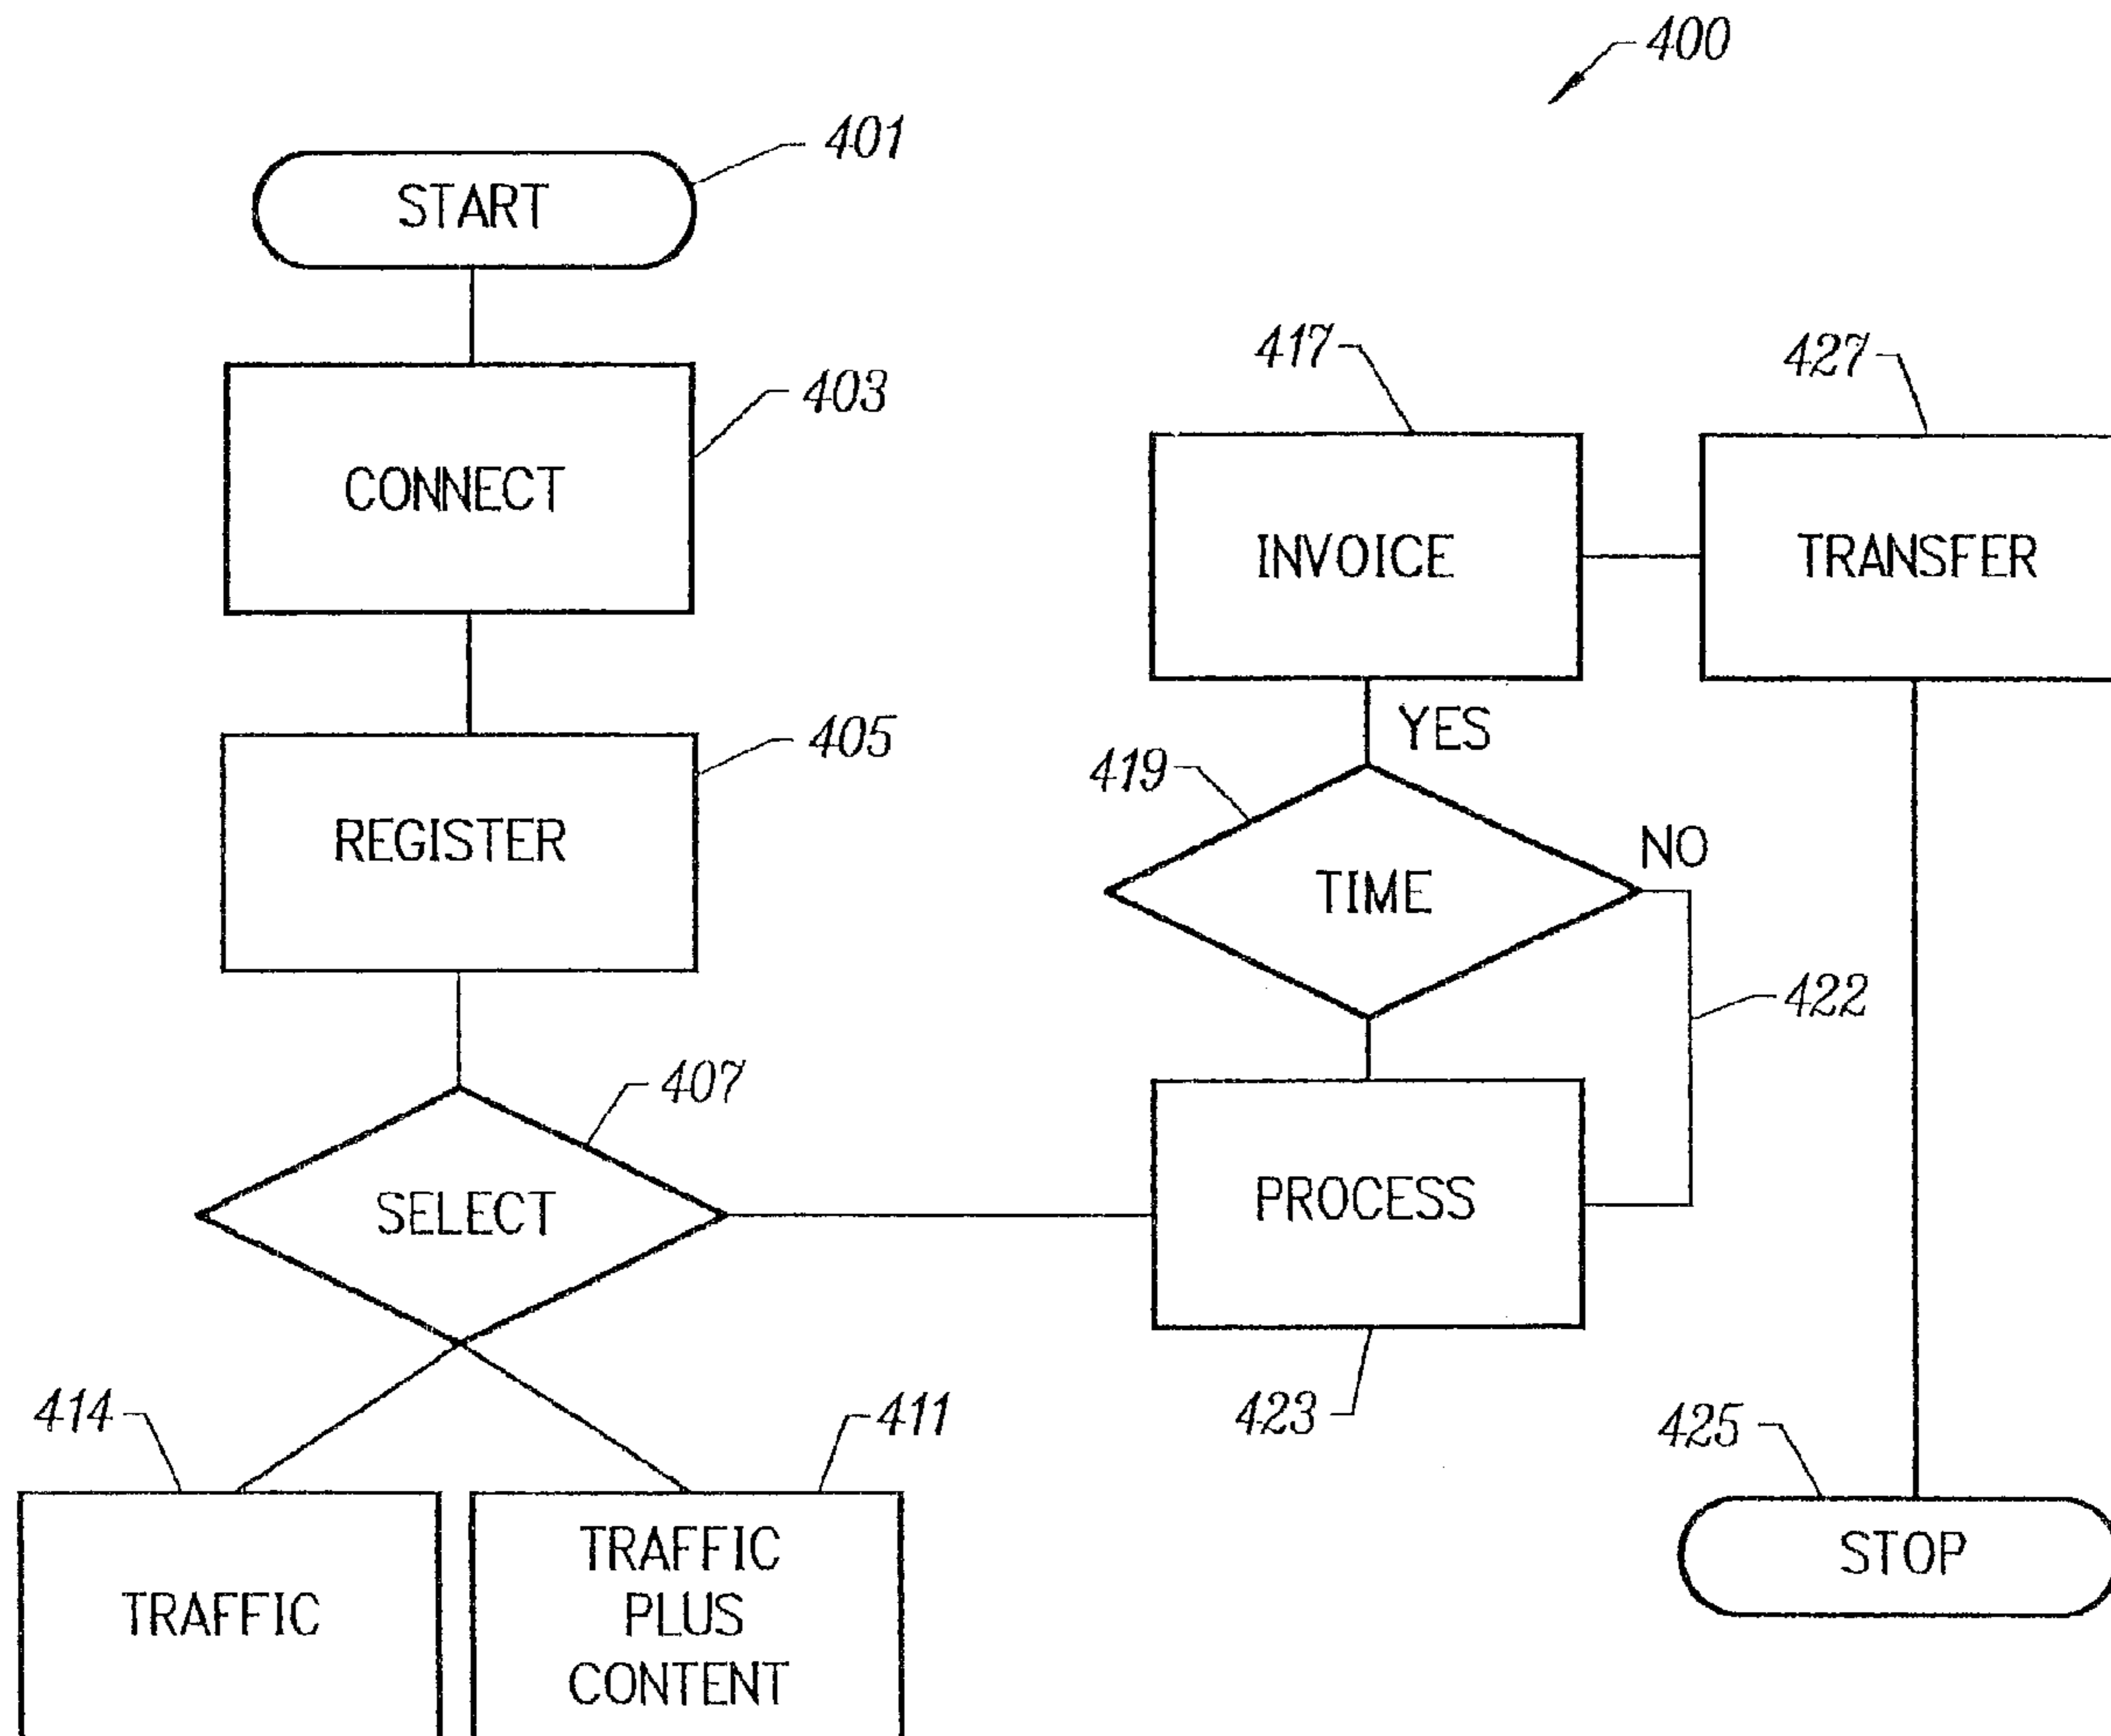 400
401
START
403
CONNECT
417
427
INVOICE
TRANSFER
405
REGISTER
YES
419
NO
TIME
422
407
SELECT
PROCESS
423
414
411
425
TRAFFIC
TRAFFIC
PLUS
CONTENT
STOP